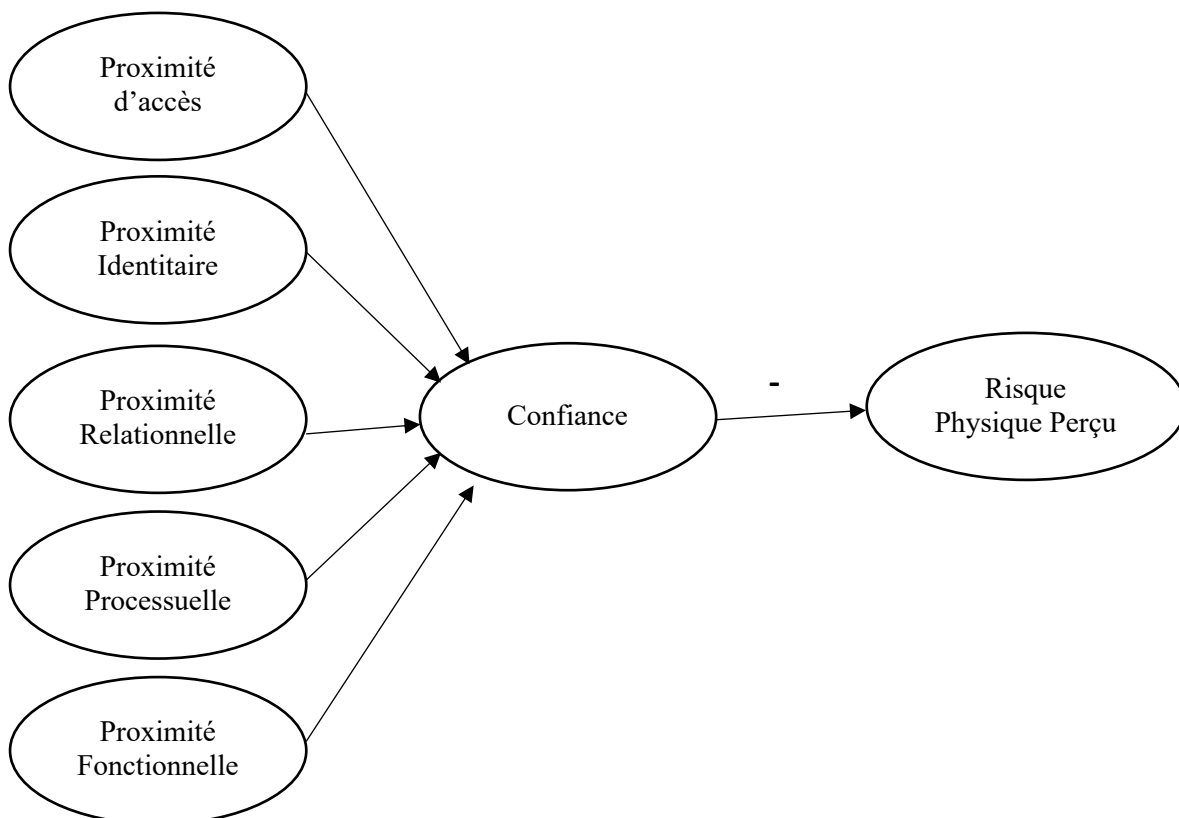 Proximité
d’accès
Proximité
Identitaire
Proximité
Relationnelle
Confiance
-
Risque
Physique Perçu
Proximité
Processuelle
Proximité
Fonctionnelle